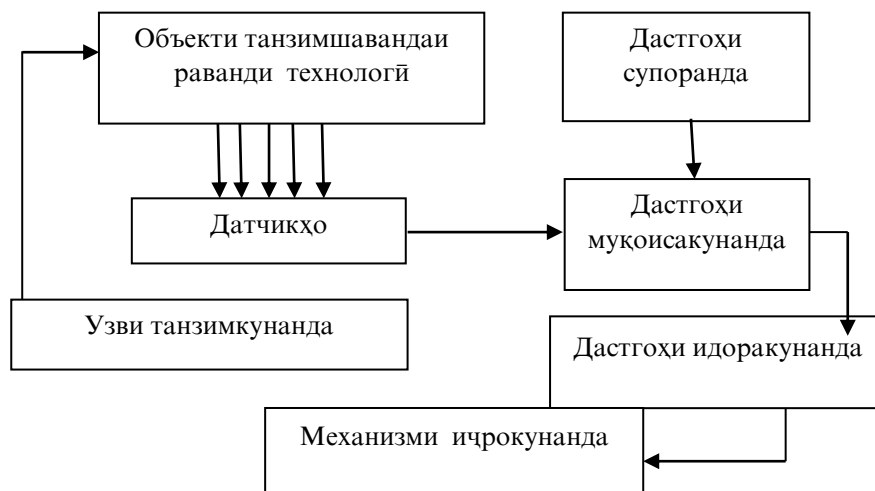 Объекти танзимшавандаи
раванди технологӣ
Дастгоҳи
супоранда
Датчикҳо
Дастгоҳи
муқоисакунанда
Узви танзимкунанда
Дастгоҳи идоракунанда
Механизми иҷрокунанда